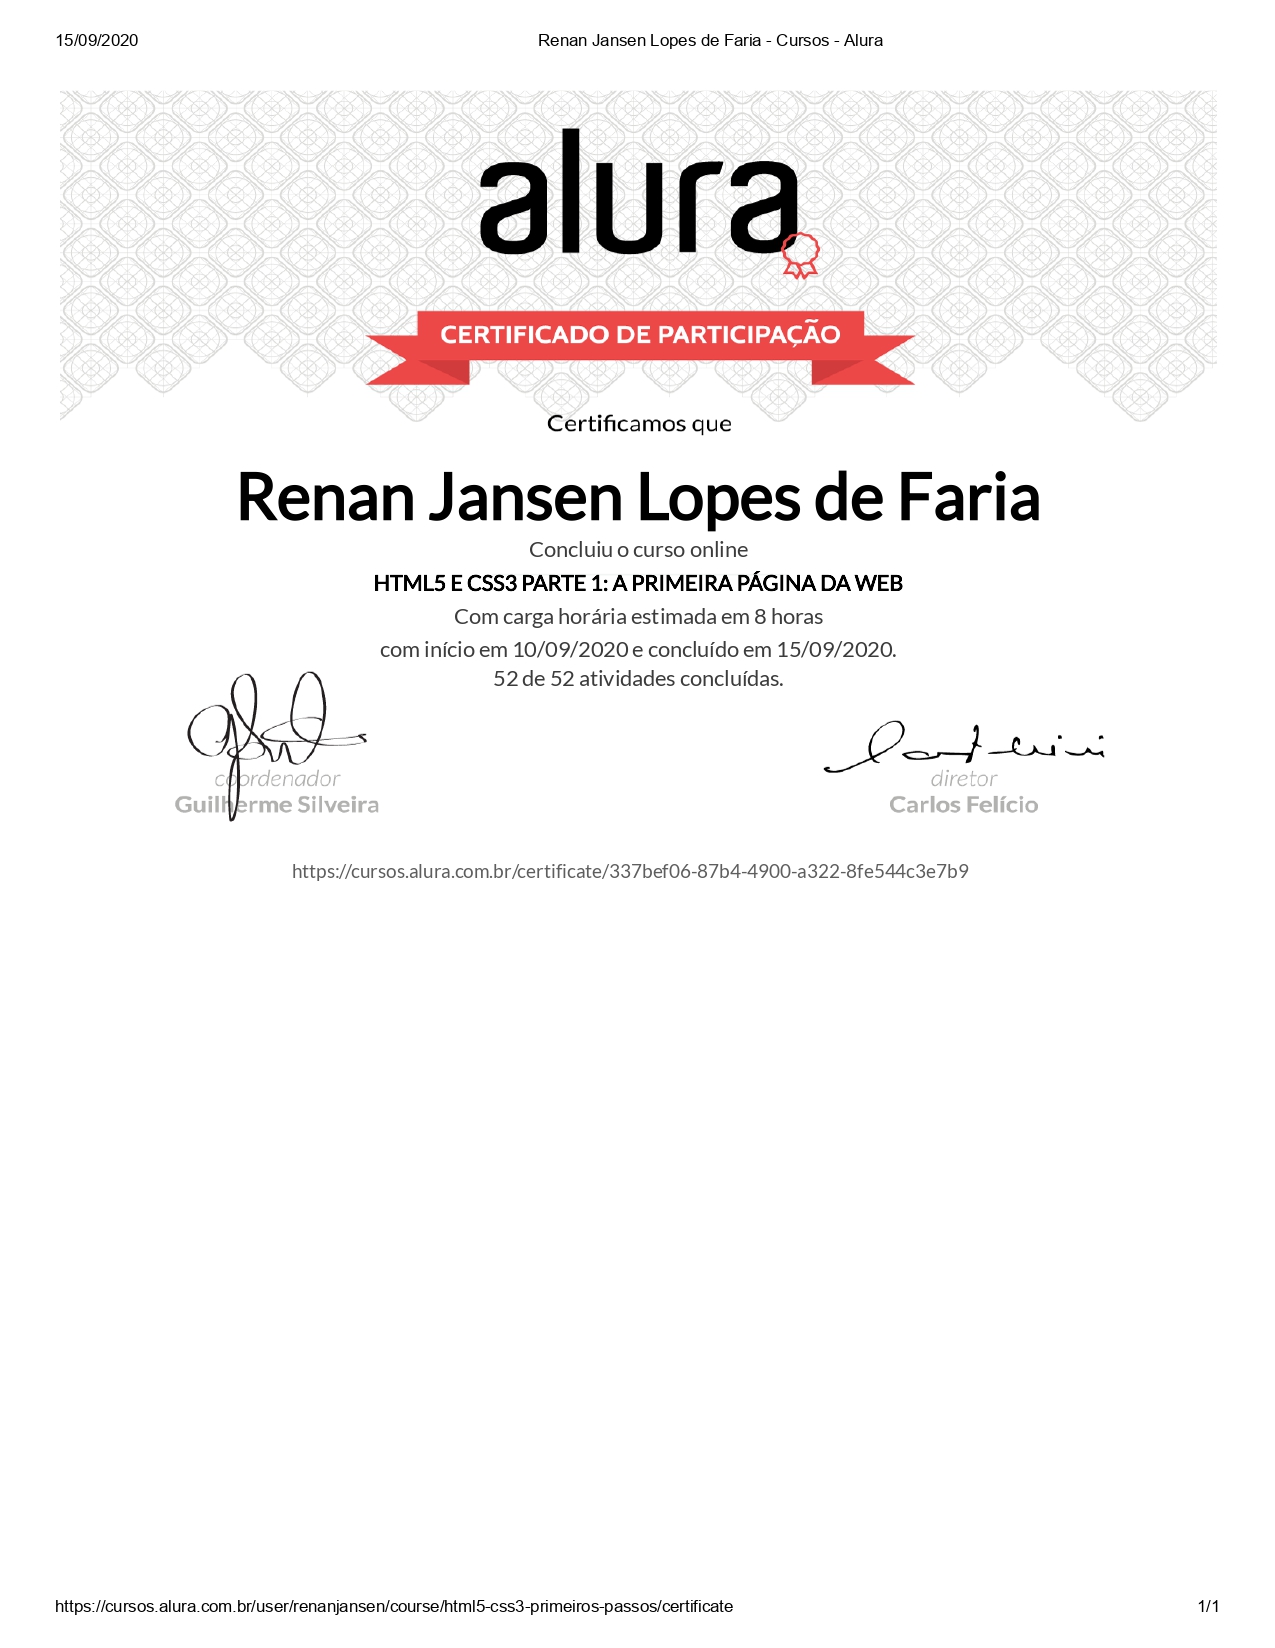 15/09/2020 Renan Jansen Lopes de Faria - Cursos - Alura
alura
CERTIFICADO DE PARTICIPAÇÃO
Certificamos que
Renan Jansen Lopes de Faria
Concluiu o curso online
HTML5 E CSS3 PARTE 1: A PRIMEIRA PÁGINA DA WEB
Com carga horária estimada em 8 horas
com início em 10/09/2020 e concluído em 15/09/2020.
52 de 52 atividades concluídas.
coordenador diretor
Guilherme Silveira Carlos Felício
https://cursos.alura.com.br/certificate/337bef06-87b4-4900-a322-8fe544c3e7b9
https://cursos.alura.com.br/user/renanjansen/course/html5-css3-primeiros-passos/certificate 1/1